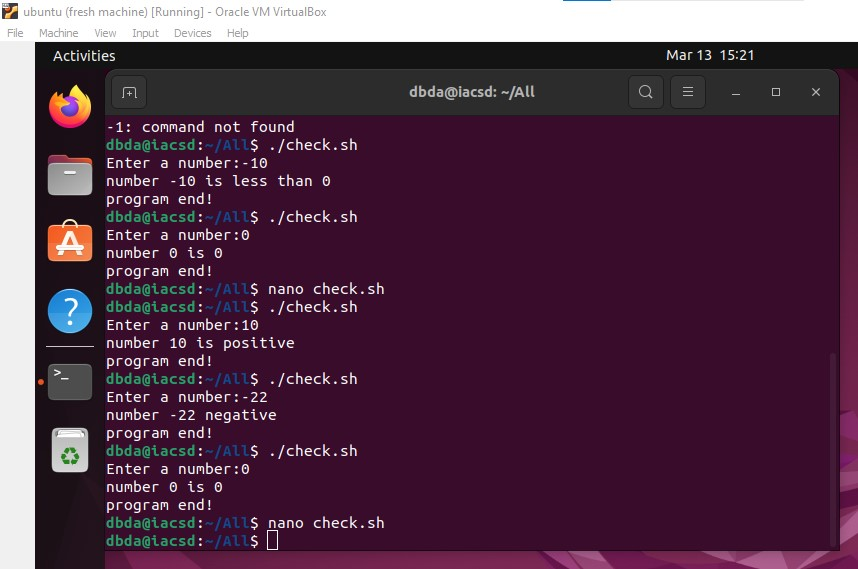 ubuntu (fresh machine) [Running] - Oracle VM VirtualBox
File Machine View Input Devices Help
Activities
Mar 13 15:21
dbda@iacsd: ~/All
-1: command not found
dbda@iacsd:~/All$ ./check.sh
Enter a number:-10
number -10 is less than 0
program end!
dbda@iacsd:~/All$ ./check.sh
Enter a number:0
number 0 is 0
program end!
dbda@iacsd:~/All$ nano check.sh
dbda@iacsd:~/All$ ./check.sh
Enter a number:10
number 10 is positive
program end!
dbda@iacsd:~/All$ ./check.sh
Enter a number:-22
number -22 negative
program end!
dbda@iacsd:~/All$ ./check.sh
Enter a number:0
number 0 is 0
program end!
dbda@iacsd:~/All$ nano check.sh
dbda@iacsd:~/All$